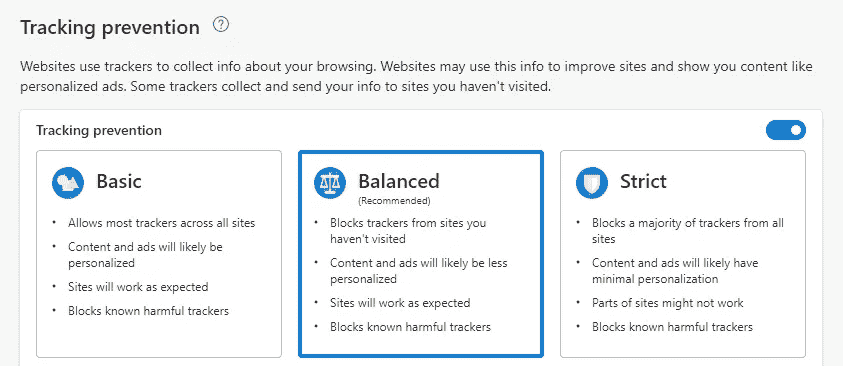 Tracking prevention
Websites use trackers to collect info about your browsing. Websites may use this info to improve sites and show you content like
personalized ads. Some trackers collect and send your info to sites you haven't visited.
Tracking prevention
Basic
• Allows most trackers across all sites
• Content and ads will likely be
personalized
• Sites will work as expected
• Blocks known harmful trackers
Balanced
(Recommended)
• Blocks trackers from sites you
haven't visited
• Content and ads will likely be less
personalized
• Sites will work as expected
• Blocks known harmful trackers
Strict
• Blocks a majority of trackers from all
sites
• Content and ads will likely have
minimal personalization
• Parts of sites might not work
• Blocks known harmful trackers